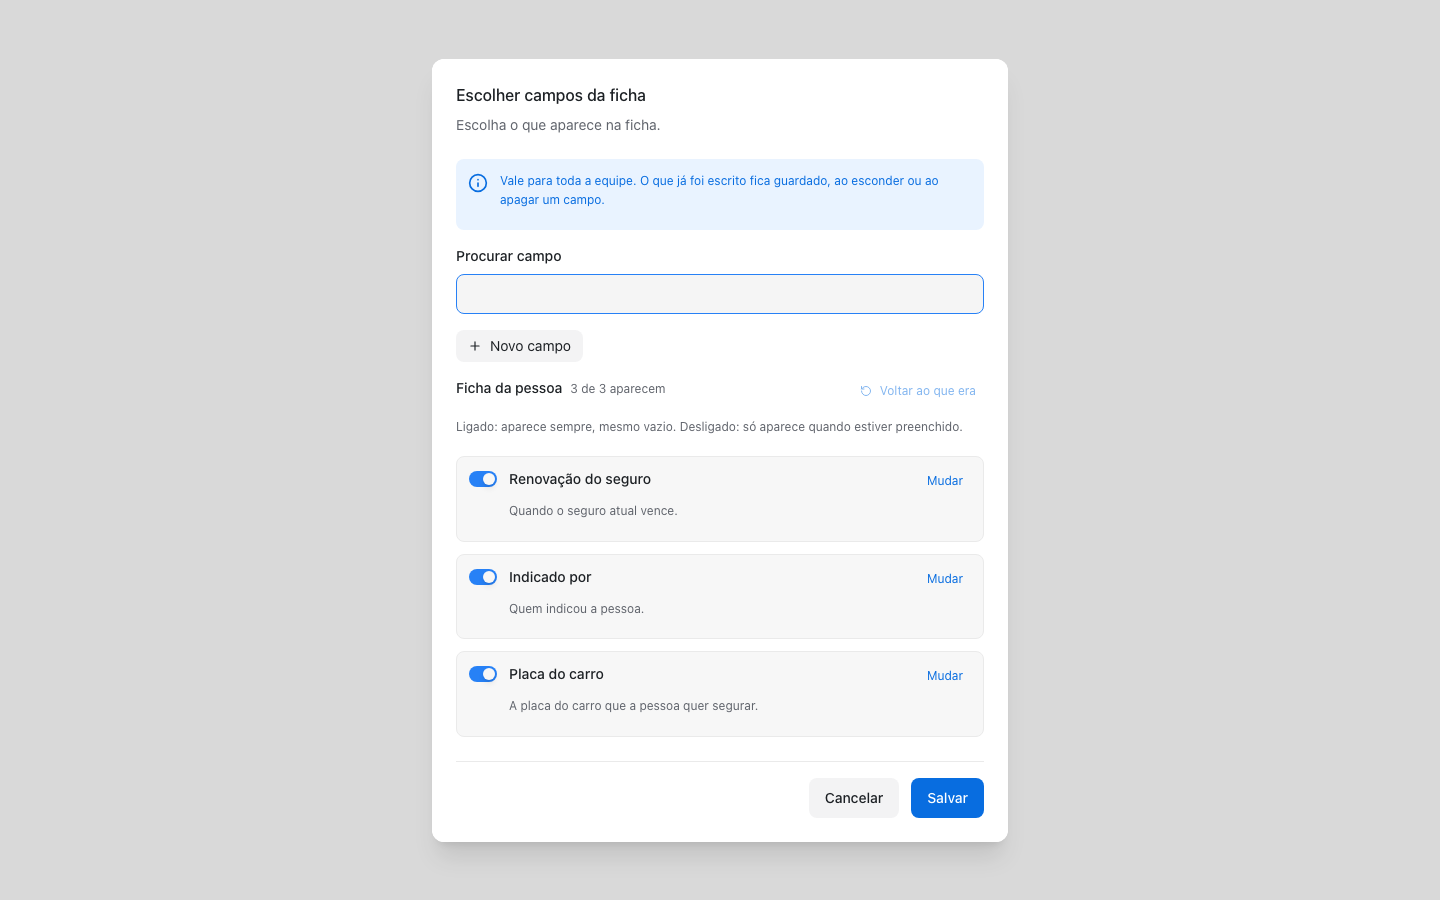 Escolher campos da ficha
Escolha o que aparece na ficha.
Vale para toda a equipe. O que já foi escrito fica guardado, ao esconder ou ao
apagar um campo.
Procurar campo
Novo campo
Ficha da pessoa 3 de 3 aparecem
Voltar ao que era
Ligado: aparece sempre, mesmo vazio. Desligado: só aparece quando estiver preenchido.
Renovação do seguro
Mudar
Quando o seguro atual vence.
Indicado por
Mudar
Quem indicou a pessoa.
Placa do carro
Mudar
A placa do carro que a pessoa quer segurar.
Cancelar
Salvar